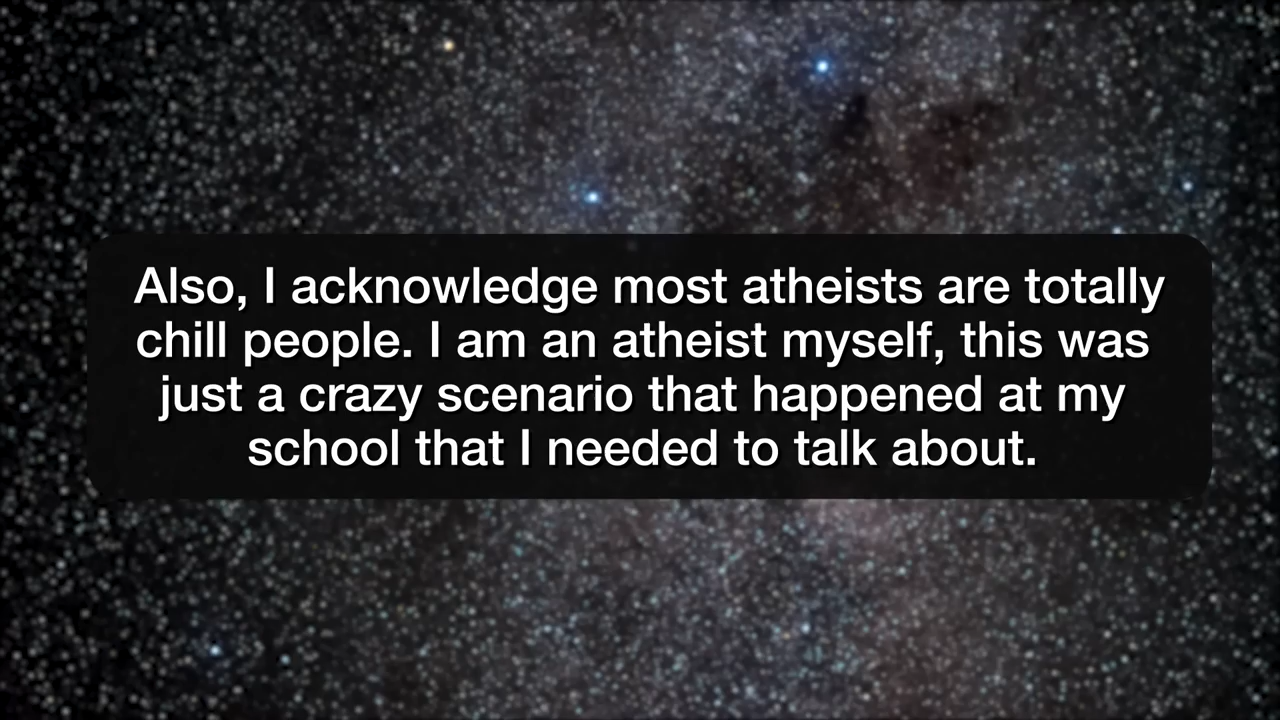 Also, I acknowledge most atheists are totally
chill people. I am an atheist myself, this was
just a crazy scenario that happened at my
school that I needed to talk about.